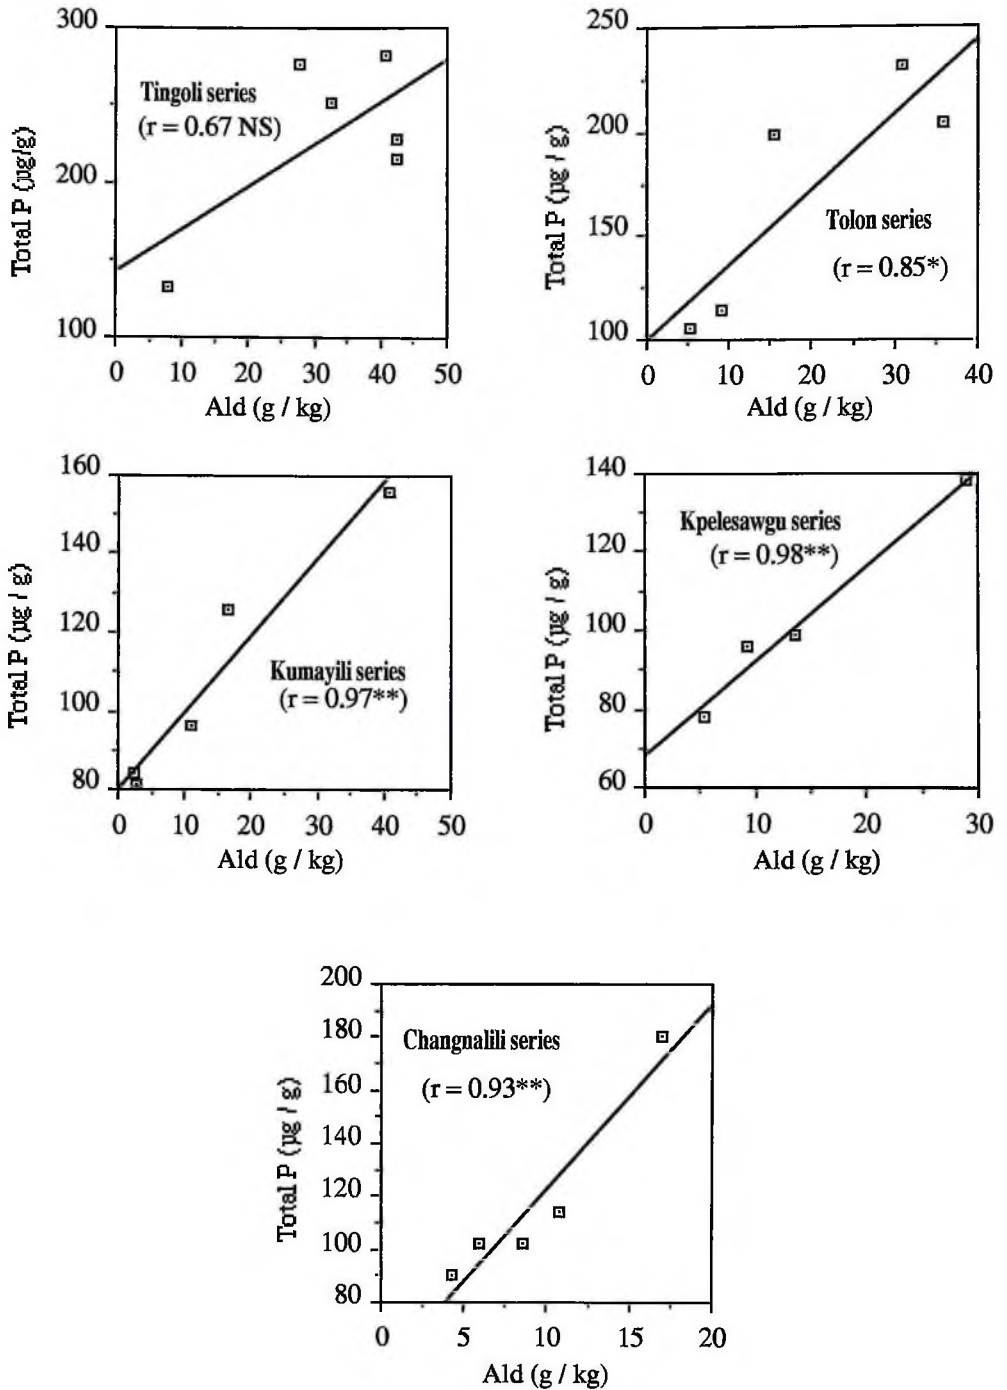 300
200
100
Total P (µg/g)
Tingoli series
(r = 0.67 NS)
0 10 20 30 40 50
Ald (g / kg)
250
200
150
100
Total P (µg / g)
Tolon series
(r = 0.85*)
0 10 20 30 40
Ald (g / kg)
160
140
120
100
80
Total P (µg / g)
Kumayili series
(r = 0.97**)
0 10 20 30 40 50
Ald (g / kg)
140
120
100
80
60
Total P (µg / g)
Kpelesawgu series
(r = 0.98**)
0 10 20 30
Ald (g / kg)
200
180
160
140
120
100
80
Total P (µg / g)
Changnalili series
(r = 0.93**)
0 5 10 15 20
Ald (g / kg)